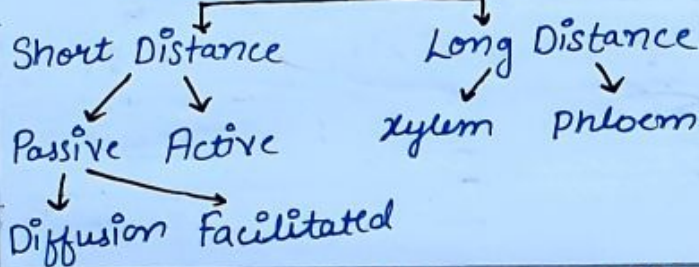 Short Distance Long Distance
Passive Active xylem Phloem
Diffusion Facilitated